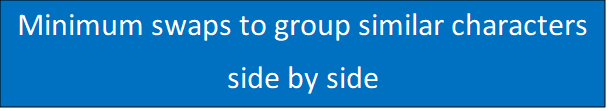 Minimum swaps to group similar characters
side by side